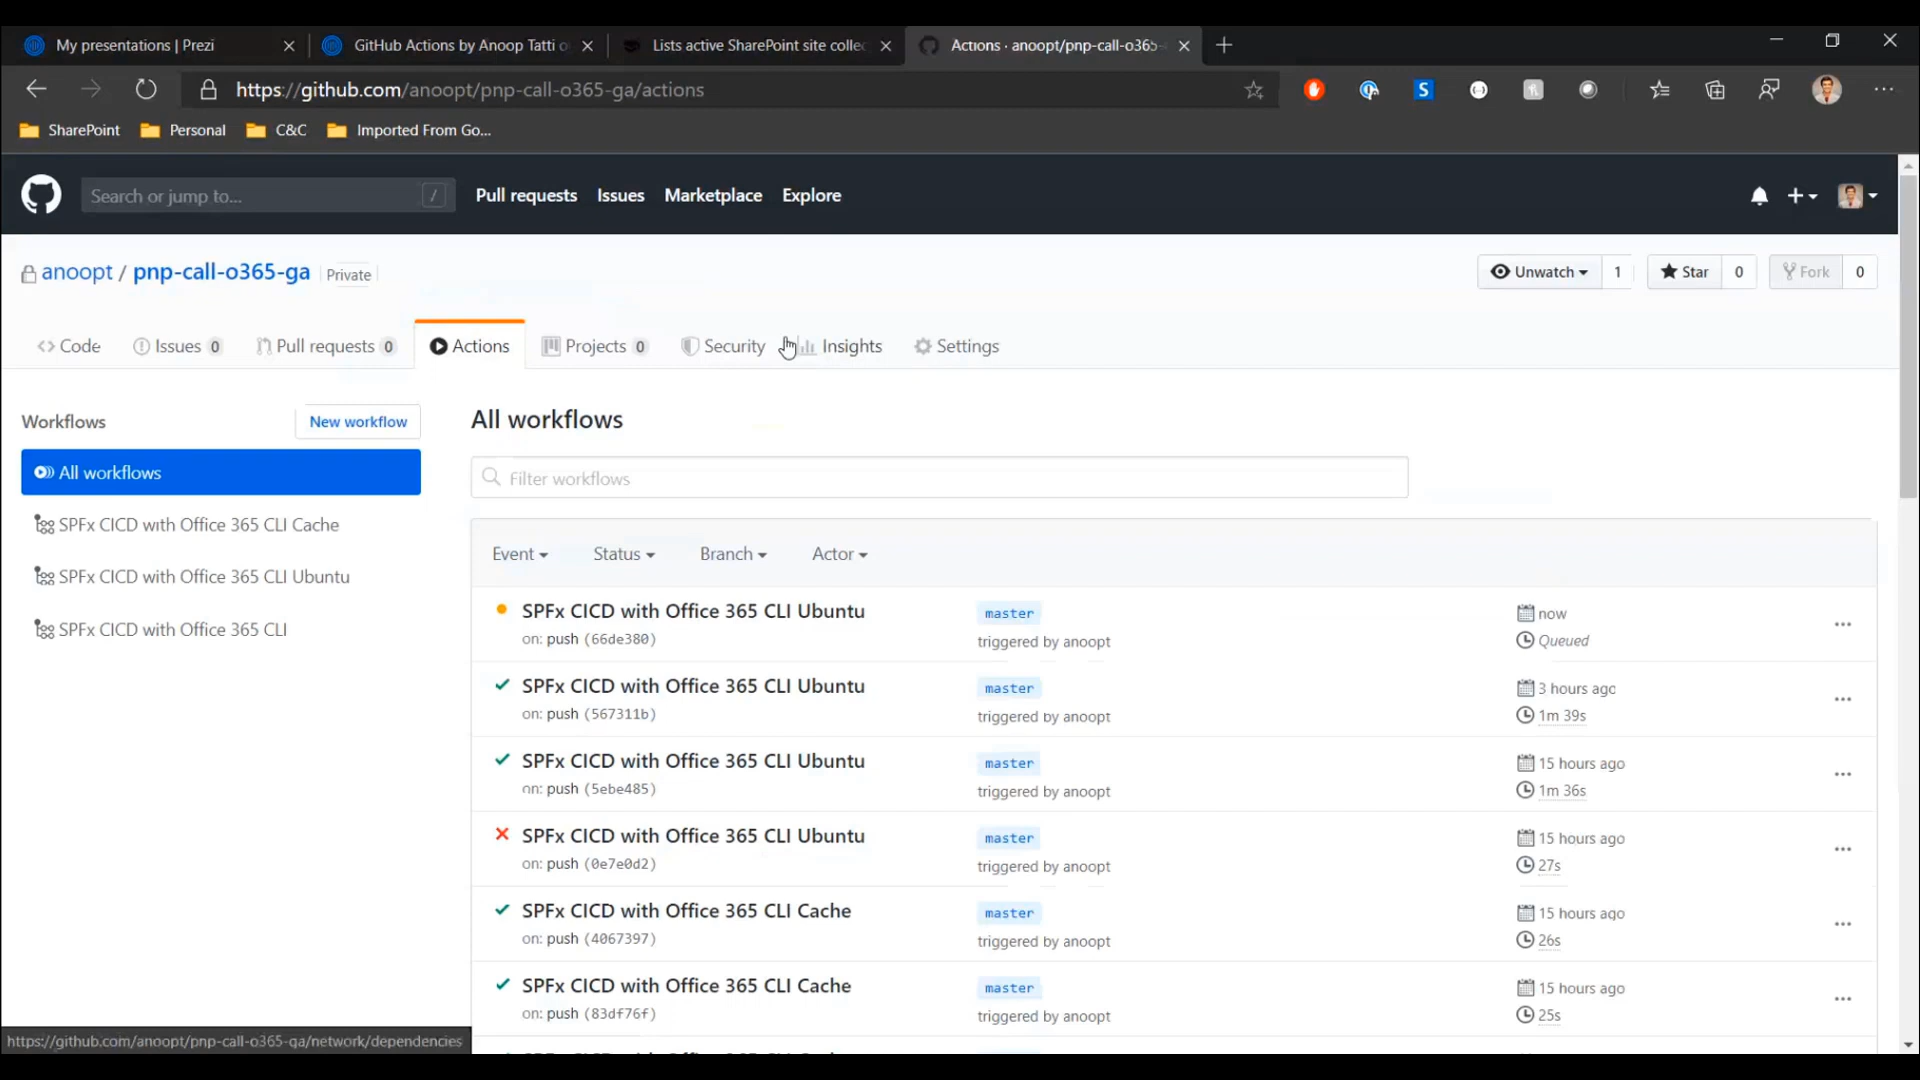 My presentations | Prezi
GitHub Actions by Anoop Tatti o
Lists active SharePoint site collec
Actions · anoopt/pnp-call-o365-
https://github.com/anoopt/pnp-call-o365-ga/actions
SharePoint
Personal
C&C
Imported From Go...
Search or jump to... /
Pull requests
Issues
Marketplace
Explore
anoopt / pnp-call-o365-ga Private
Unwatch 1
Star 0
Fork 0
Code
Issues 0
Pull requests 0
Actions
Projects 0
Security
Insights
Settings
Workflows
New workflow
All workflows
SPFx CICD with Office 365 CLI Cache
SPFx CICD with Office 365 CLI Ubuntu
SPFx CICD with Office 365 CLI
All workflows
Filter workflows
Event Status Branch Actor
SPFx CICD with Office 365 CLI Ubuntu
on: push (66de380)
master
triggered by anoopt
now
Queued
SPFx CICD with Office 365 CLI Ubuntu
on: push (567311b)
master
triggered by anoopt
3 hours ago
1m 39s
SPFx CICD with Office 365 CLI Ubuntu
on: push (5ebe485)
master
triggered by anoopt
15 hours ago
1m 36s
SPFx CICD with Office 365 CLI Ubuntu
on: push (0e7e0d2)
master
triggered by anoopt
15 hours ago
27s
SPFx CICD with Office 365 CLI Cache
on: push (4067397)
master
triggered by anoopt
15 hours ago
26s
SPFx CICD with Office 365 CLI Cache
on: push (83df76f)
master
triggered by anoopt
15 hours ago
25s
https://github.com/anoopt/pnp-call-o365-ga/network/dependencies